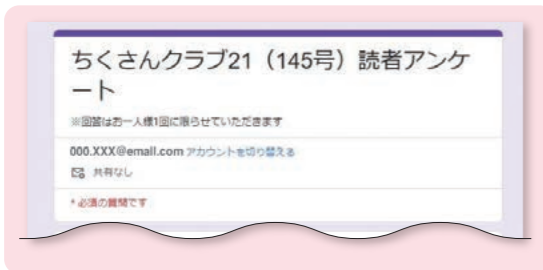 ちくさんクラブ21（145号）読者アンケ
ート
※回答はお一人様1回に限らせていただきます
000.XXX@email.com アカウントを切り替える
共有なし
* 必須の質問です